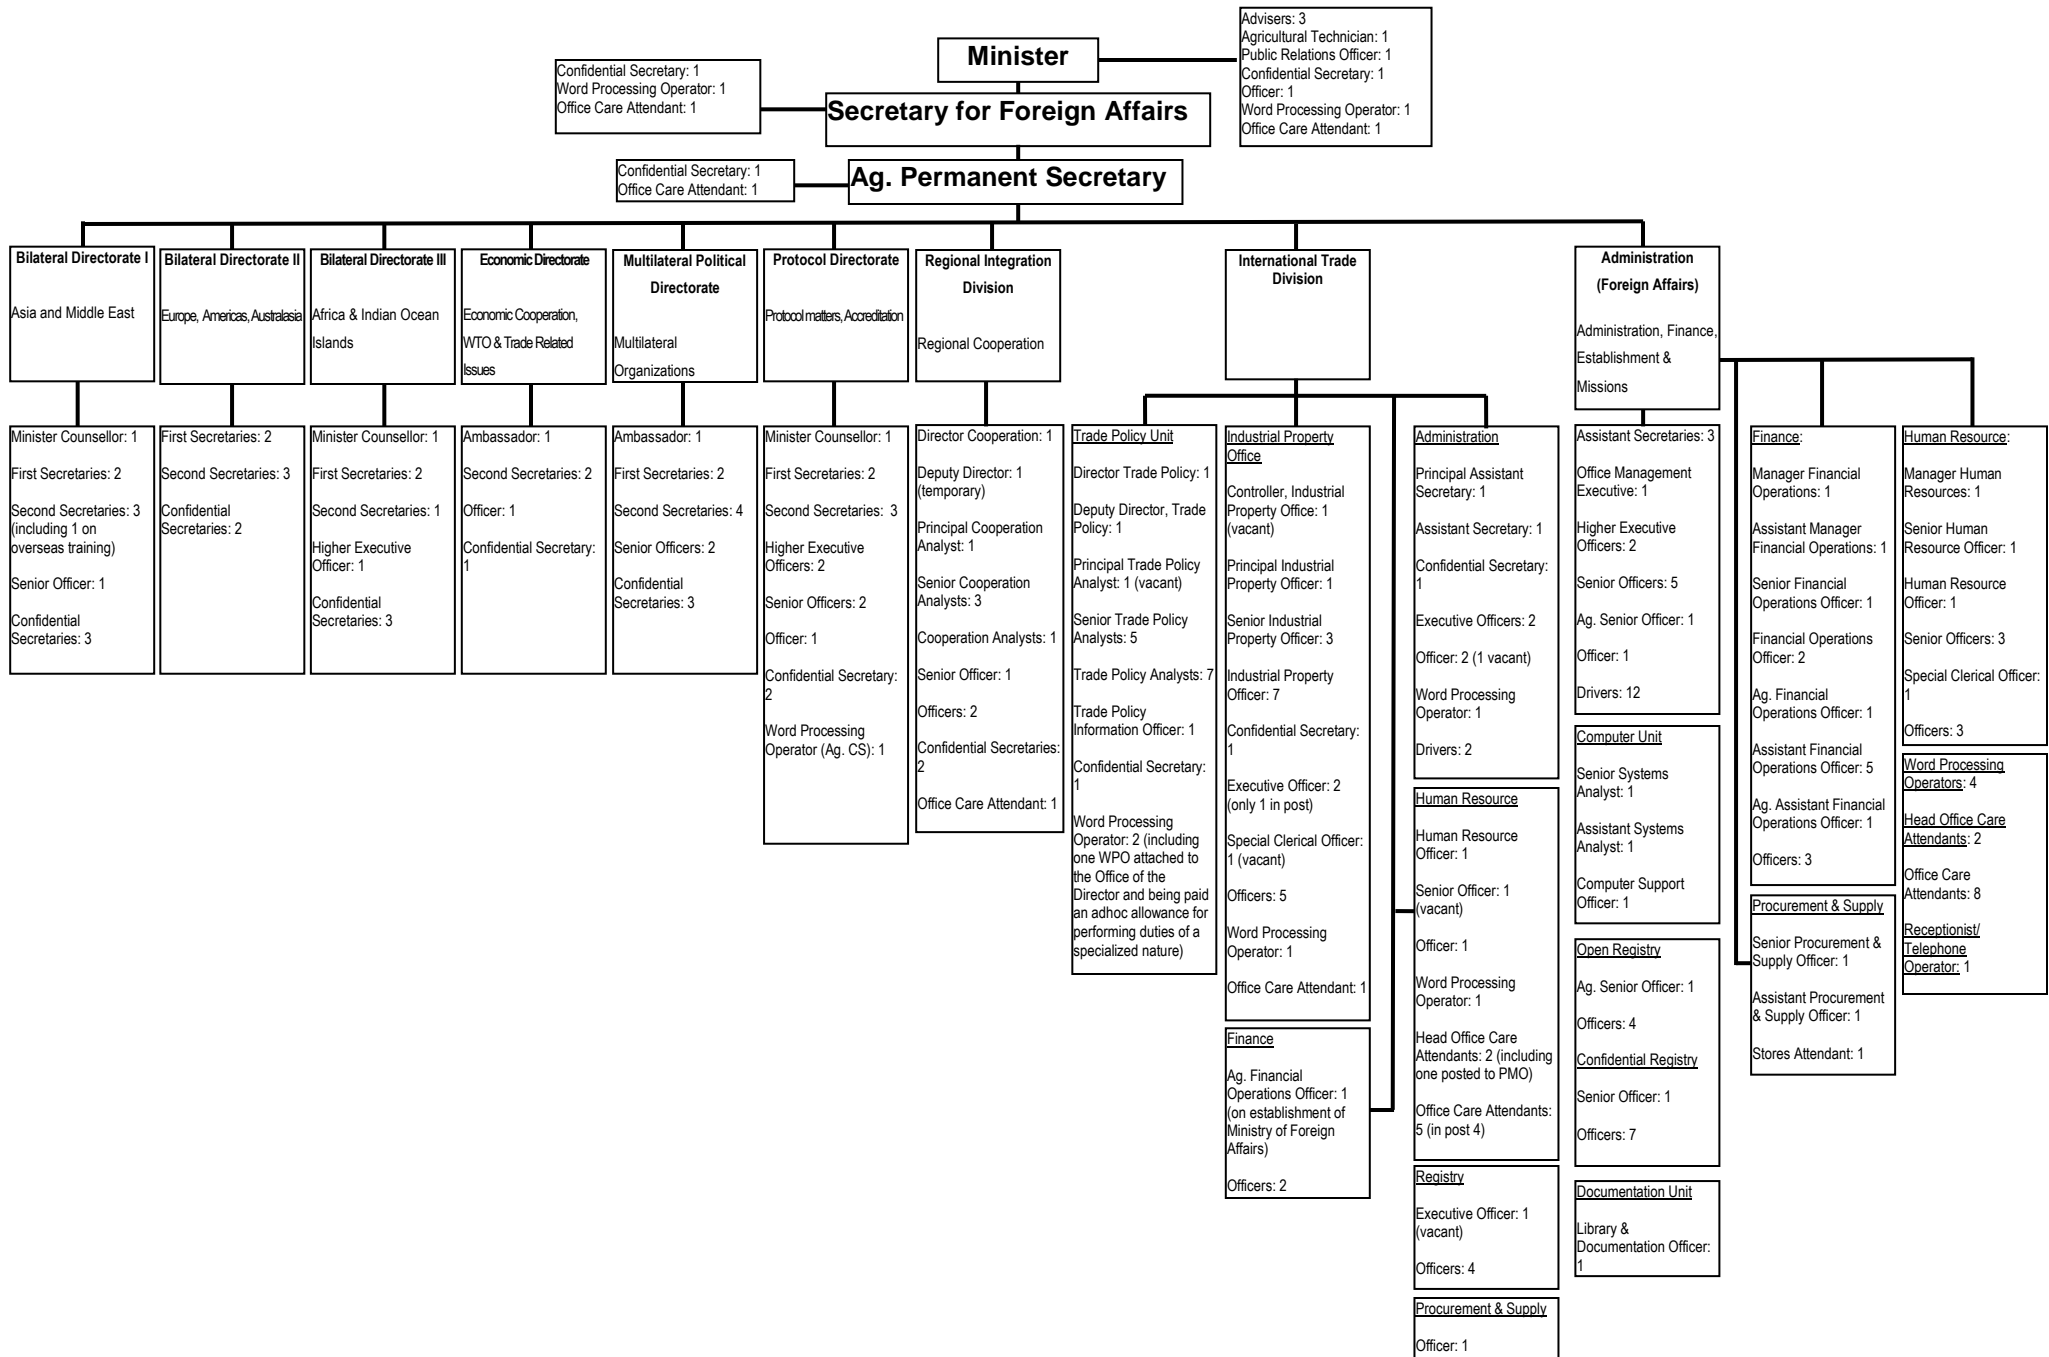 Minister
Advisers: 3
Agricultural Technician: 1
Public Relations Officer: 1
Confidential Secretary: 1
Officer: 1
Word Processing Operator: 1
Office Care Attendant: 1
Confidential Secretary: 1
Word Processing Operator: 1
Office Care Attendant: 1
Secretary for Foreign Affairs
Confidential Secretary: 1
Office Care Attendant: 1
Ag. Permanent Secretary
Bilateral Directorate I
Asia and Middle East
Bilateral Directorate II
Europe, Americas, Australasia
Bilateral Directorate III
Africa & Indian Ocean
Islands
Economic Directorate
Economic Cooperation,
WTO & Trade Related
Issues
Multilateral Political
Directorate
Multilateral
Organizations
Protocol Directorate
Protocol matters, Accreditation
Regional Integration
Division
Regional Cooperation
International Trade
Division
Administration
(Foreign Affairs)
Administration, Finance,
Establishment &
Missions
Minister Counsellor: 1
First Secretaries: 2
Second Secretaries: 3
(including 1 on
overseas training)
Senior Officer: 1
Confidential
Secretaries: 3
First Secretaries: 2
Second Secretaries: 3
Confidential
Secretaries: 2
Minister Counsellor: 1
First Secretaries: 2
Second Secretaries: 1
Higher Executive
Officer: 1
Confidential
Secretaries: 3
Ambassador: 1
Second Secretaries: 2
Officer: 1
Confidential Secretary:
1
Ambassador: 1
First Secretaries: 2
Second Secretaries: 4
Senior Officers: 2
Confidential
Secretaries: 3
Minister Counsellor: 1
First Secretaries: 2
Second Secretaries: 3
Higher Executive
Officers: 2
Senior Officers: 2
Officer: 1
Confidential Secretary:
2
Word Processing
Operator (Ag. CS): 1
Director Cooperation: 1
Deputy Director: 1
(temporary)
Principal Cooperation
Analyst: 1
Senior Cooperation
Analysts: 3
Cooperation Analysts: 1
Senior Officer: 1
Officers: 2
Confidential Secretaries:
2
Office Care Attendant: 1
Trade Policy Unit
Director Trade Policy: 1
Deputy Director, Trade
Policy: 1
Principal Trade Policy
Analyst: 1 (vacant)
Senior Trade Policy
Analysts: 5
Trade Policy Analysts: 7
Trade Policy
Information Officer: 1
Confidential Secretary:
1
Word Processing
Operator: 2 (including
one WPO attached to
the Office of the
Director and being paid
an adhoc allowance for
performing duties of a
specialized nature)
Industrial Property
Office
Controller, Industrial
Property Office: 1
(vacant)
Principal Industrial
Property Officer: 1
Senior Industrial
Property Officer: 3
Industrial Property
Officer: 7
Confidential Secretary:
1
Executive Officer: 2
(only 1 in post)
Special Clerical Officer:
1 (vacant)
Officers: 5
Word Processing
Operator: 1
Office Care Attendant: 1
Finance
Ag. Financial
Operations Officer: 1
(on establishment of
Ministry of Foreign
Affairs)
Officers: 2
Administration
Principal Assistant
Secretary: 1
Assistant Secretary: 1
Confidential Secretary:
1
Executive Officers: 2
Officer: 2 (1 vacant)
Word Processing
Operator: 1
Drivers: 2
Human Resource
Human Resource
Officer: 1
Senior Officer: 1
(vacant)
Officer: 1
Word Processing
Operator: 1
Head Office Care
Attendants: 2 (including
one posted to PMO)
Office Care Attendants:
5 (in post 4)
Registry
Executive Officer: 1
(vacant)
Officers: 4
Procurement & Supply
Officer: 1
Assistant Secretaries: 3
Office Management
Executive: 1
Higher Executive
Officers: 2
Senior Officers: 5
Ag. Senior Officer: 1
Officer: 1
Drivers: 12
Computer Unit
Senior Systems
Analyst: 1
Assistant Systems
Analyst: 1
Computer Support
Officer: 1
Open Registry
Ag. Senior Officer: 1
Officers: 4
Confidential Registry
Senior Officer: 1
Officers: 7
Documentation Unit
Library &
Documentation Officer:
1
Finance:
Manager Financial
Operations: 1
Assistant Manager
Financial Operations: 1
Senior Financial
Operations Officer: 1
Financial Operations
Officer: 2
Ag. Financial
Operations Officer: 1
Assistant Financial
Operations Officer: 5
Ag. Assistant Financial
Operations Officer: 1
Officers: 3
Procurement & Supply
Senior Procurement &
Supply Officer: 1
Assistant Procurement
& Supply Officer: 1
Stores Attendant: 1
Human Resource:
Manager Human
Resources: 1
Senior Human
Resource Officer: 1
Human Resource
Officer: 1
Senior Officers: 3
Special Clerical Officer:
1
Officers: 3
Word Processing
Operators: 4
Head Office Care
Attendants: 2
Office Care
Attendants: 8
Receptionist/
Telephone
Operator: 1